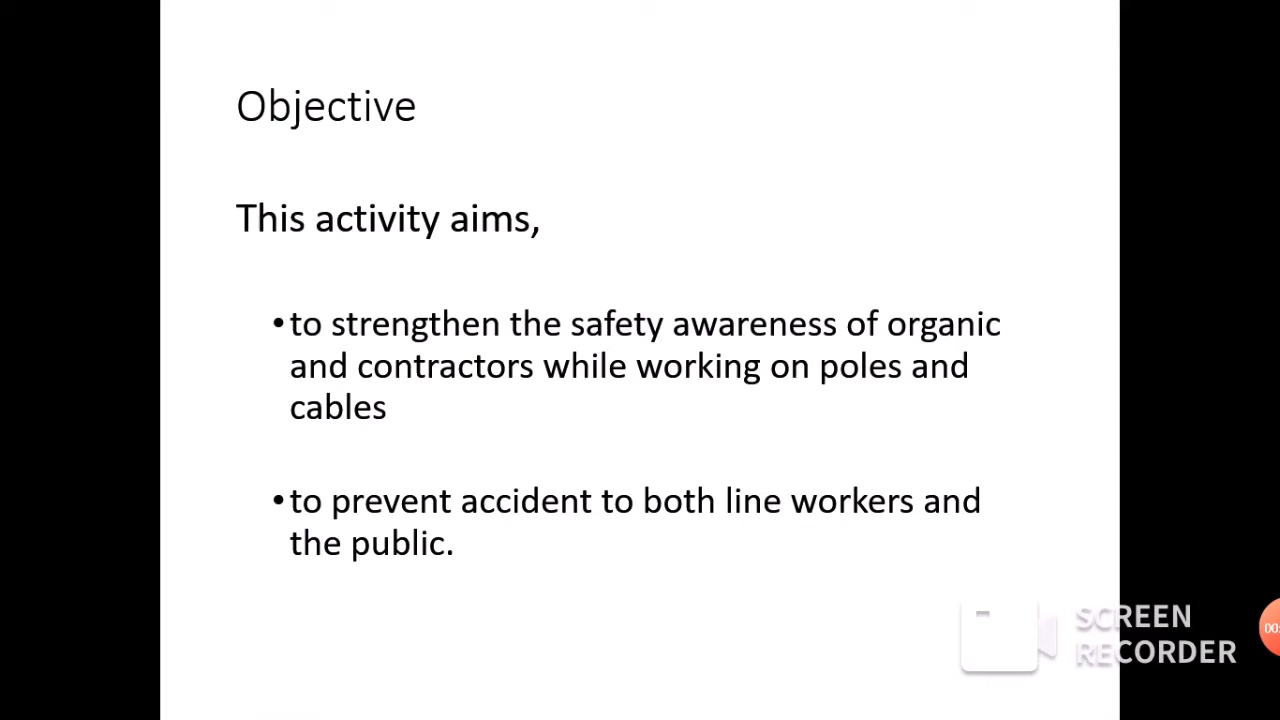 Objective
This activity aims,
•to strengthen the safety awareness of organic
and contractors while working on poles and
cables
•to prevent accident to both line workers and
the public.
SCREEN
RECORDER